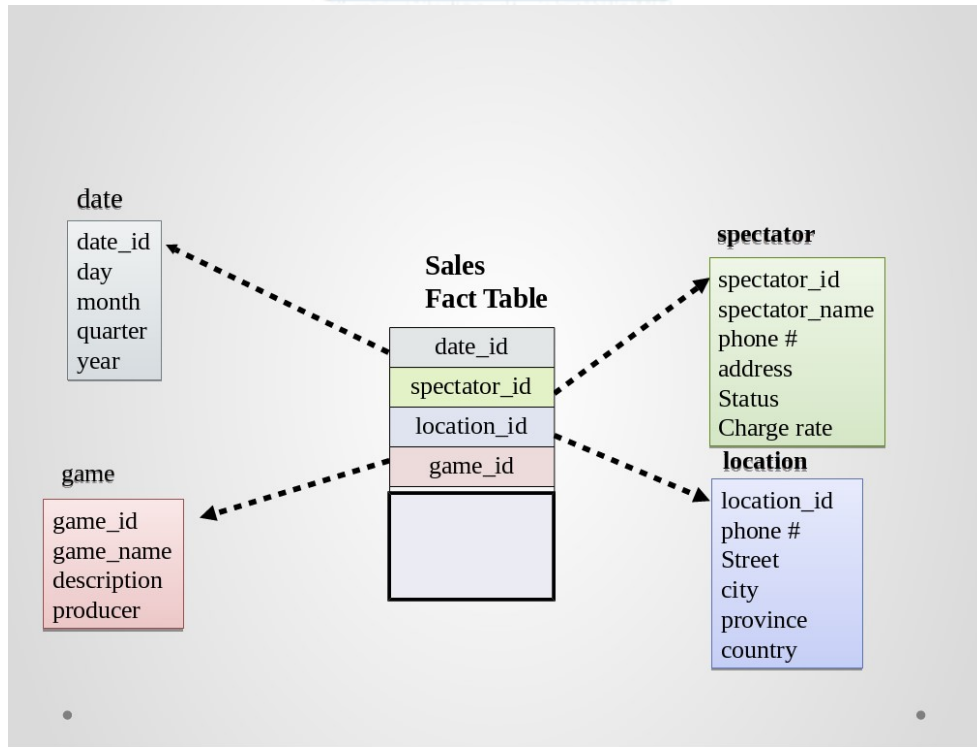 date
date_id
day
month
quarter
year
game
game_id
game_name
description
producer
Sales
Fact Table
date_id
spectator_id
location_id
game_id
spectator
spectator_id
spectator_name
phone #
address
Status
Charge rate
location
location_id
phone #
Street
city
province
country